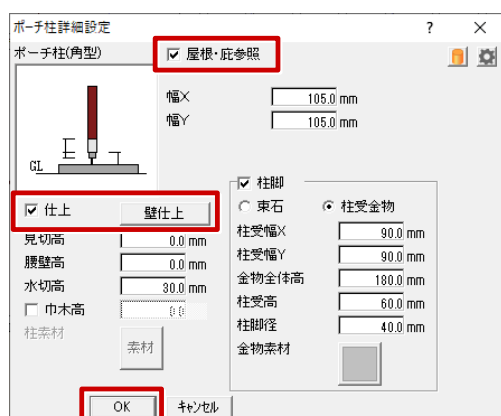 ポーチ柱詳細設定 ? ×
ポーチ柱(角型)
屋根・庇参照
幅X 105.0 mm
幅Y 105.0 mm
GL
柱脚
仕上 壁仕上
束石 柱受金物
見切高 0.0 mm
柱受幅X 90.0 mm
腰壁高 0.0 mm
柱受幅Y 90.0 mm
水切高 30.0 mm
金物全体高 180.0 mm
巾木高 0.0
柱受高 60.0 mm
柱素材 素材
柱脚径 40.0 mm
金物素材
OK キャンセル